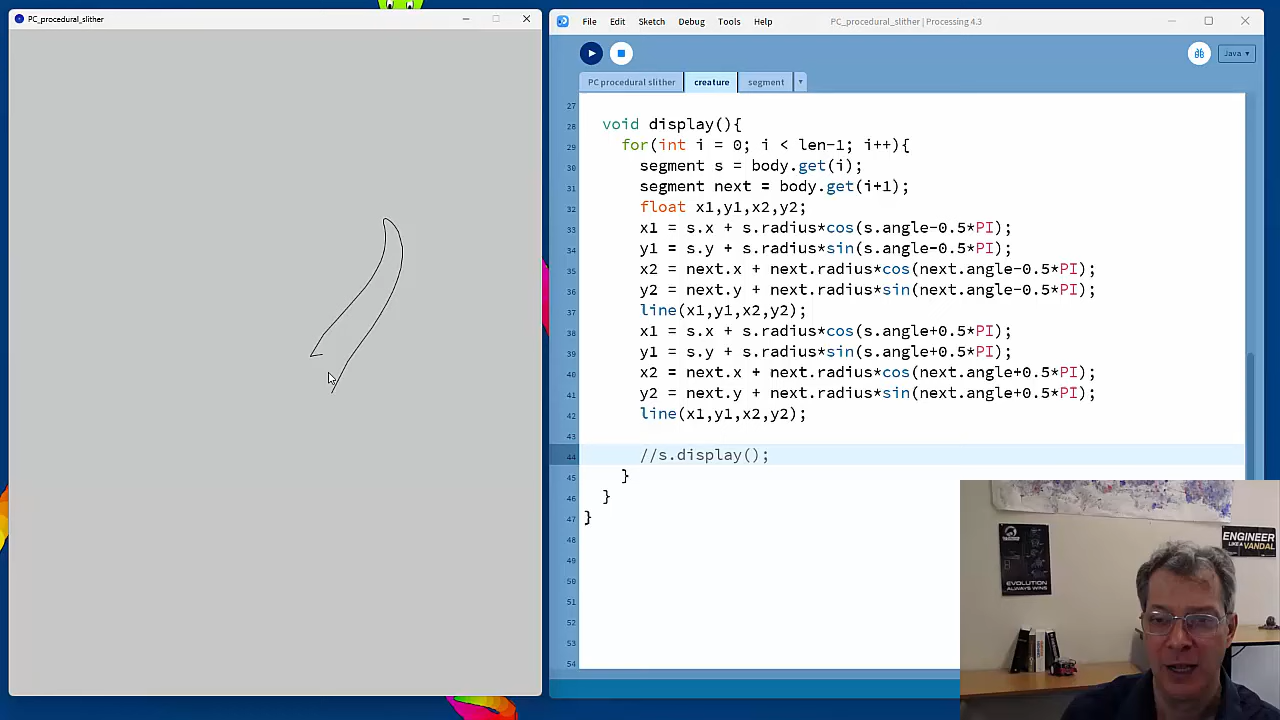 PC_procedural_slither
File Edit Sketch Debug Tools Help
PC_procedural_slither | Processing 4.3
Java
PC procedural slither creature segment
27
28 void display(){
29 for(int i = 0; i < len-1; i++){
30 segment s = body.get(i);
31 segment next = body.get(i+1);
32 float x1,y1,x2,y2;
33 x1 = s.x + s.radius*cos(s.angle-0.5*PI);
34 y1 = s.y + s.radius*sin(s.angle-0.5*PI);
35 x2 = next.x + next.radius*cos(next.angle-0.5*PI);
36 y2 = next.y + next.radius*sin(next.angle-0.5*PI);
37 line(x1,y1,x2,y2);
38 x1 = s.x + s.radius*cos(s.angle+0.5*PI);
39 y1 = s.y + s.radius*sin(s.angle+0.5*PI);
40 x2 = next.x + next.radius*cos(next.angle+0.5*PI);
41 y2 = next.y + next.radius*sin(next.angle+0.5*PI);
42 line(x1,y1,x2,y2);
43
44 //s.display();
45 }
46 }
47 }
48
49
50
51
52
53
54
EVOLUTION
ALWAYS WINS
ENGINEER
LIKE A VANDAL